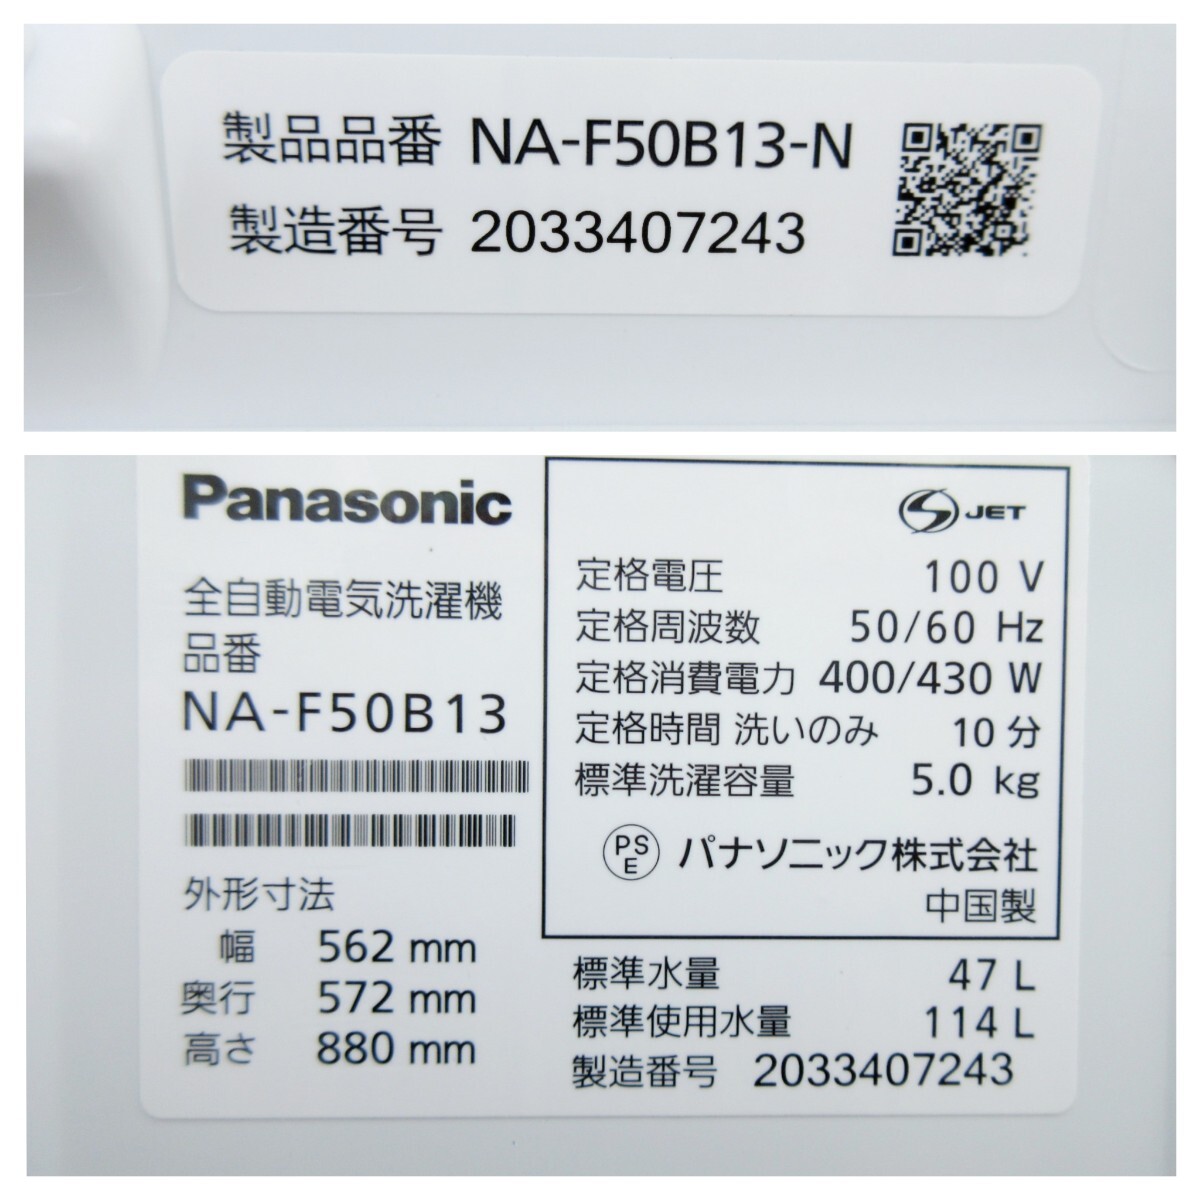 製品品番 NA-F50B13-N
製造番号 2033407243
Panasonic
全自動電気洗濯機
品番
NA-F50B13
外形寸法
幅 562 mm
奥行 572 mm
高さ 880 mm
S JET
定格電圧 100 V
定格周波数 50/60 Hz
定格消費電力 400/430 W
定格時間 洗いのみ 10 分
標準洗濯容量 5.0 kg
PSE パナソニック株式会社
中国製
標準水量 47 L
標準使用水量 114 L
製造番号 2033407243